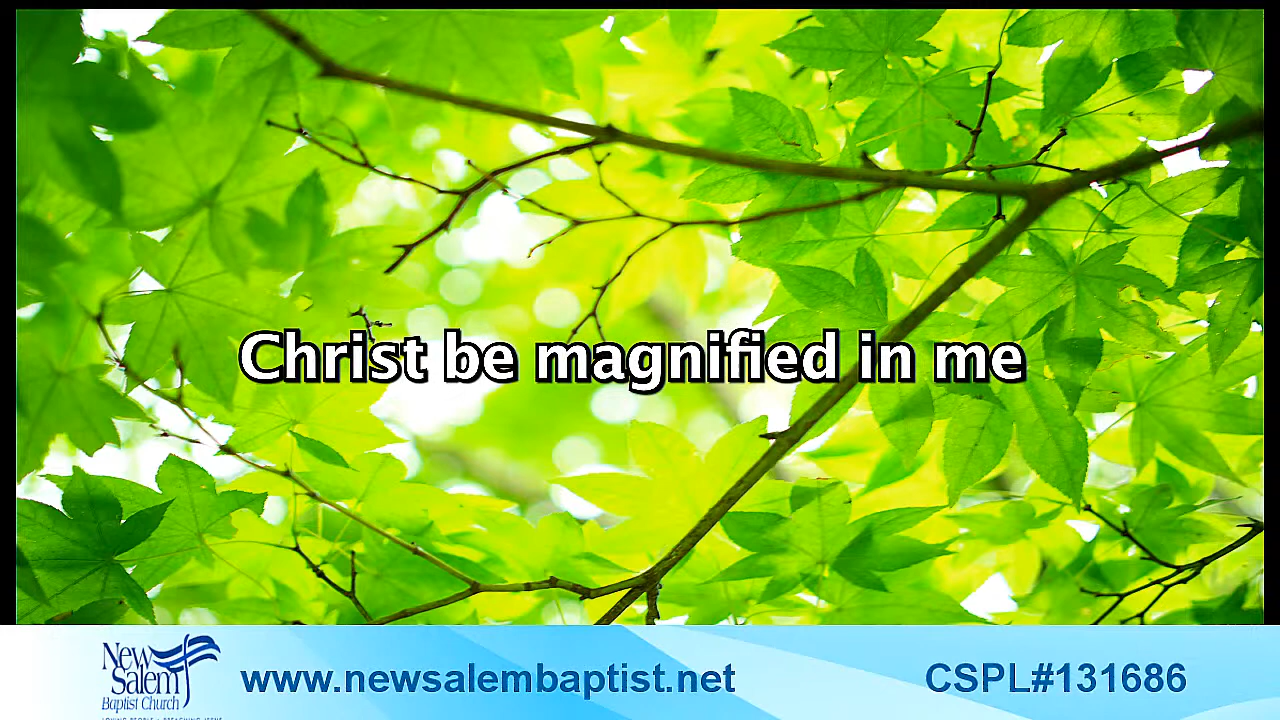 Christ be magnified in me
New
Salem
Baptist Church
www.newsalembaptist.net
CSPL#131686